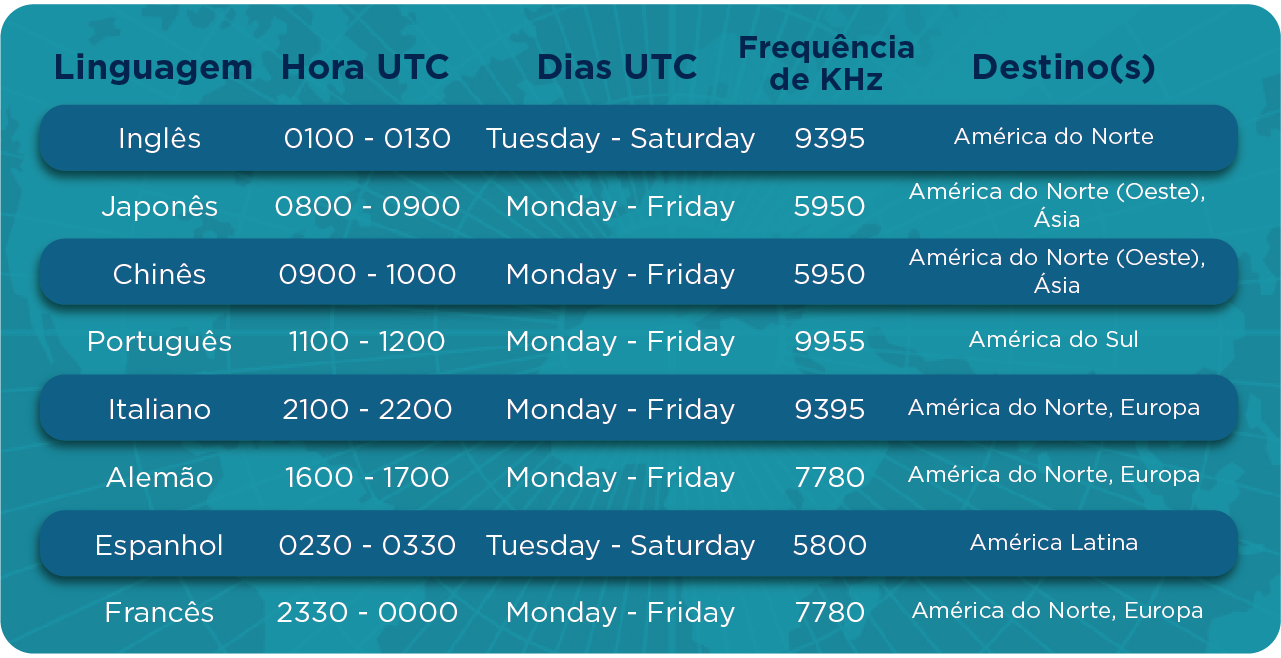 Linguagem Hora UTC Dias UTC Frequência de KHz Destino(s)
Inglês 0100 - 0130 Tuesday - Saturday 9395 América do Norte
Japonês 0800 - 0900 Monday - Friday 5950 América do Norte (Oeste), Ásia
Chinês 0900 - 1000 Monday - Friday 5950 América do Norte (Oeste), Ásia
Português 1100 - 1200 Monday - Friday 9955 América do Sul
Italiano 2100 - 2200 Monday - Friday 9395 América do Norte, Europa
Alemão 1600 - 1700 Monday - Friday 7780 América do Norte, Europa
Espanhol 0230 - 0330 Tuesday - Saturday 5800 América Latina
Francês 2330 - 0000 Monday - Friday 7780 América do Norte, Europa